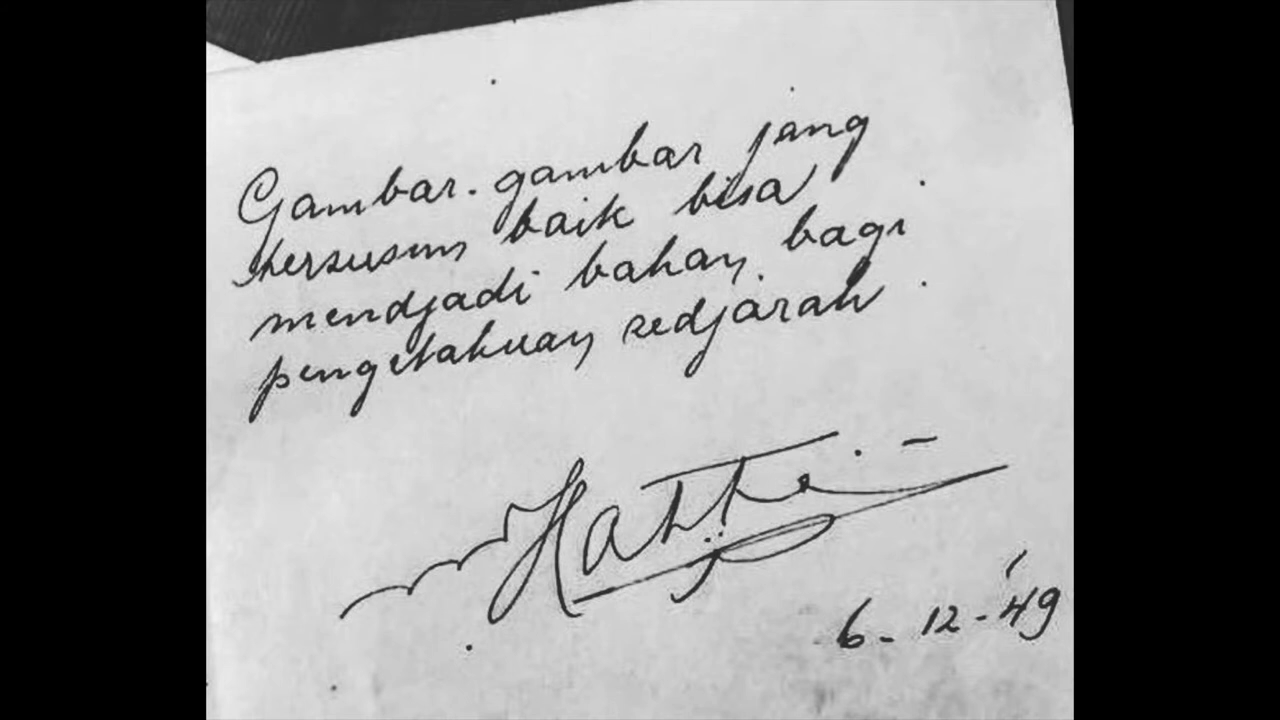 Gambar-gambar jang
tersusun baik bisa
mendjadi bahan bagi
pengetahuan sedjarah.
Hatta.-
6-12-'49